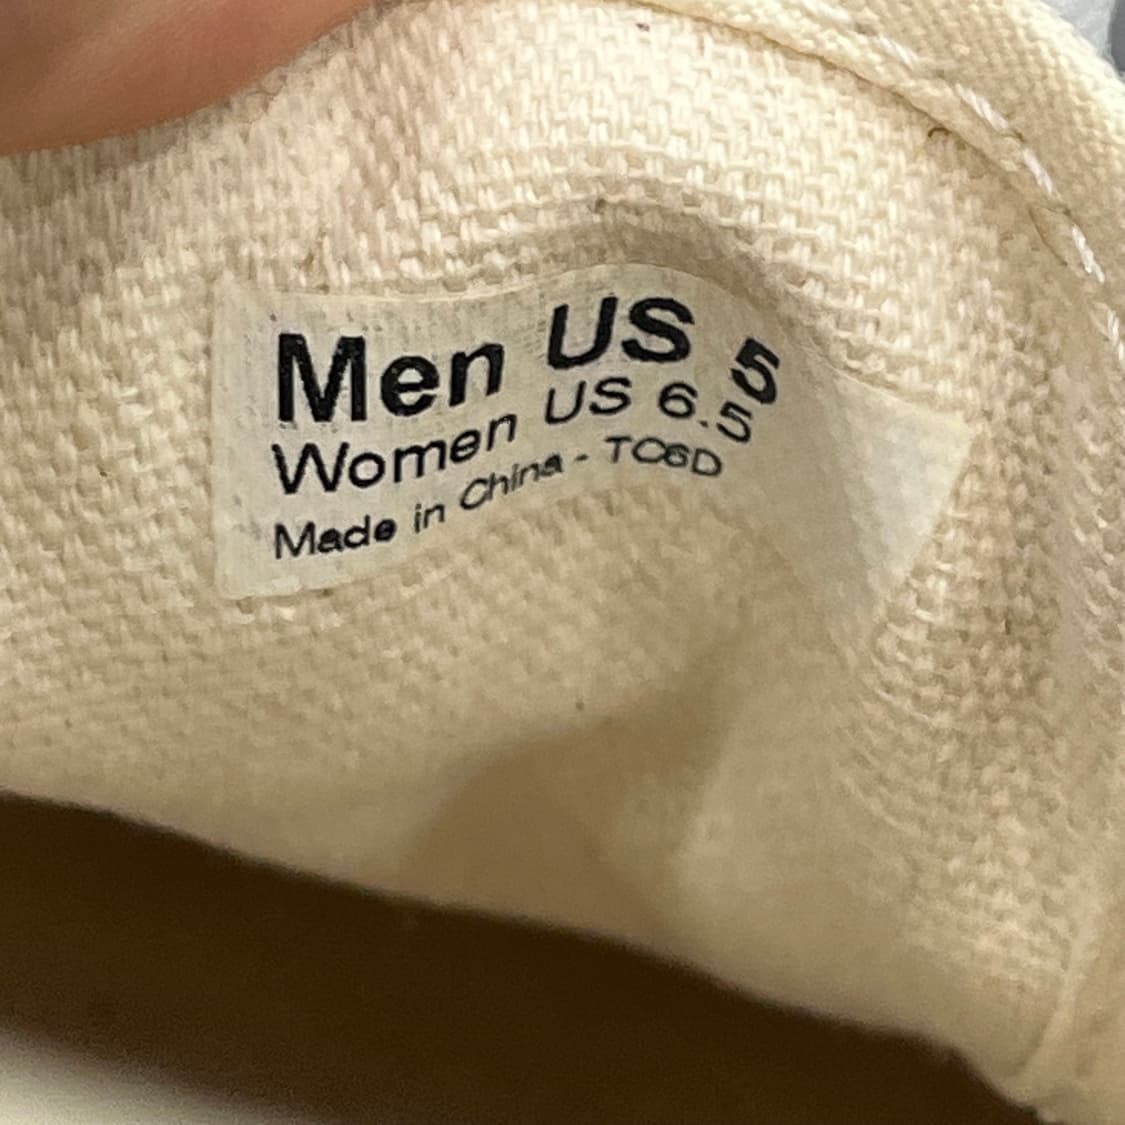 Men US 5
Women US 6.5
Made in China - TC6D